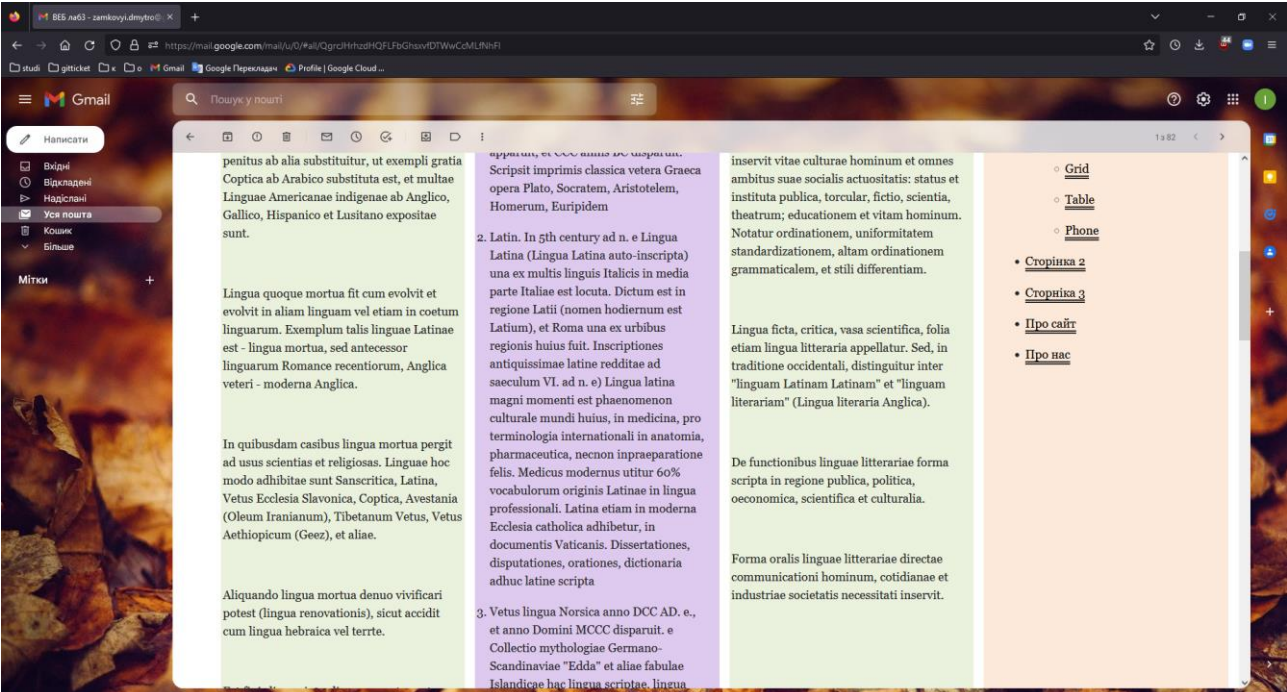 ВЕБ лаб3 - zamkovyi.dmytro@
https://mail.google.com/mail/u/0/#all/QgrcJHrhzdHQFLFbGhsxvfDTWwCcMLfNhFl
44
studi
gitticket
к
о
Gmail
Google Перекладач
Profile | Google Cloud ...
Gmail
Пошук у пошті
І
Написати
Вхідні
Відкладені
Надіслані
Уся пошта
Кошик
Більше
Мітки
1 з 82
penitus ab alia substituitur, ut exempli gratia
Coptica ab Arabico substituta est, et multae
Linguae Americanae indigenae ab Anglico,
Gallico, Hispanico et Lusitano expositae
sunt.
Lingua quoque mortua fit cum evolvit et
evolvit in aliam linguam vel etiam in coetum
linguarum. Exemplum talis linguae Latinae
est - lingua mortua, sed antecessor
linguarum Romance recentiorum, Anglica
veteri - moderna Anglica.
In quibusdam casibus lingua mortua pergit
ad usus scientias et religiosas. Linguae hoc
modo adhibitae sunt Sanscritica, Latina,
Vetus Ecclesia Slavonica, Coptica, Avestania
(Oleum Iranianum), Tibetanum Vetus, Vetus
Aethiopicum (Geez), et aliae.
Aliquando lingua mortua denuo vivificari
potest (lingua renovationis), sicut accidit
cum lingua hebraica vel terrte.
apparuit, et CCC annis BC disparuit.
Scripsit imprimis classica vetera Graeca
opera Plato, Socratem, Aristotelem,
Homerum, Euripidem
2. Latin. In 5th century ad n. e Lingua
Latina (Lingua Latina auto-inscripta)
una ex multis linguis Italicis in media
parte Italiae est locuta. Dictum est in
regione Latii (nomen hodiernum est
Latium), et Roma una ex urbibus
regionis huius fuit. Inscriptiones
antiquissimae latine redditae ad
saeculum VI. ad n. e) Lingua latina
magni momenti est phaenomenon
culturale mundi huius, in medicina, pro
terminologia internationali in anatomia,
pharmaceutica, necnon inpraeparatione
felis. Medicus modernus utitur 60%
vocabulorum originis Latinae in lingua
professionali. Latina etiam in moderna
Ecclesia catholica adhibetur, in
documentis Vaticanis. Dissertationes,
disputationes, orationes, dictionaria
adhuc latine scripta
3. Vetus lingua Norsica anno DCC AD. e.,
et anno Domini MCCC disparuit. e
Collectio mythologiae Germano-
Scandinaviae "Edda" et aliae fabulae
Islandicae hac lingua scriptae. lingua
inservit vitae culturae hominum et omnes
ambitus suae socialis actuositatis: status et
instituta publica, torcular, fictio, scientia,
theatrum; educationem et vitam hominum.
Notatur ordinationem, uniformitatem
standardizationem, altam ordinationem
grammaticalem, et stili differentiam.
Lingua ficta, critica, vasa scientifica, folia
etiam lingua litteraria appellatur. Sed, in
traditione occidentali, distinguitur inter
"linguam Latinam Latinam" et "linguam
literariam" (Lingua literaria Anglica).
De functionibus linguae litterariae forma
scripta in regione publica, politica,
oeconomica, scientifica et culturalia.
Forma oralis linguae litterariae directae
communicationi hominum, cotidianae et
industriae societatis necessitati inservit.
Grid
Table
Phone
Сторінка 2
Сторніка 3
Про сайт
Про нас